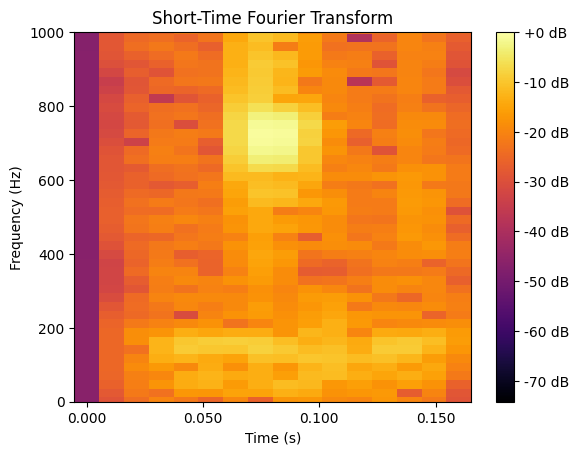 Short-Time Fourier Transform
Frequency (Hz)
1000
800
600
400
200
0
0.000
0.050
0.100
0.150
Time (s)
+0 dB
-10 dB
-20 dB
-30 dB
-40 dB
-50 dB
-60 dB
-70 dB